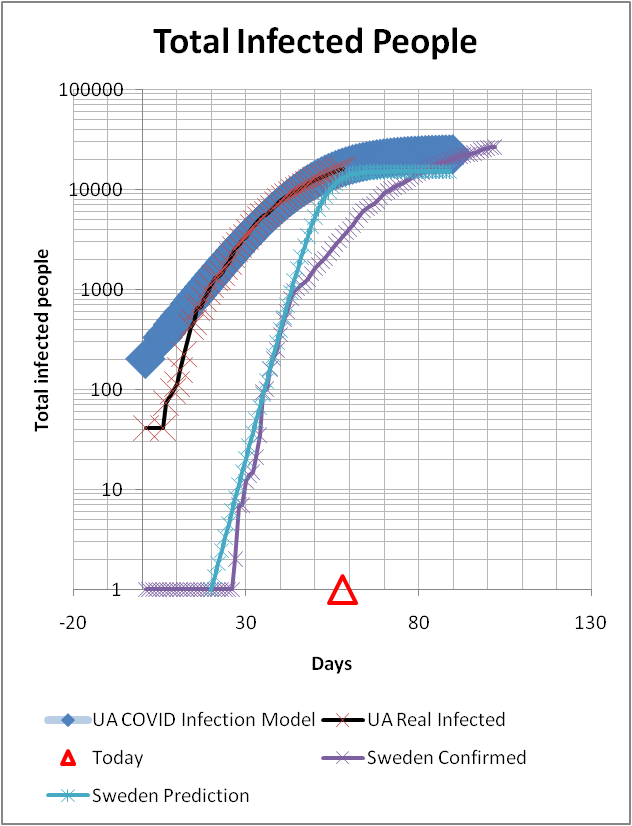 Total Infected People
100000
10000
1000
100
10
1
Total infected people
-20 30 80 130
Days
UA COVID Infection Model UA Real Infected
Today Sweden Confirmed
Sweden Prediction